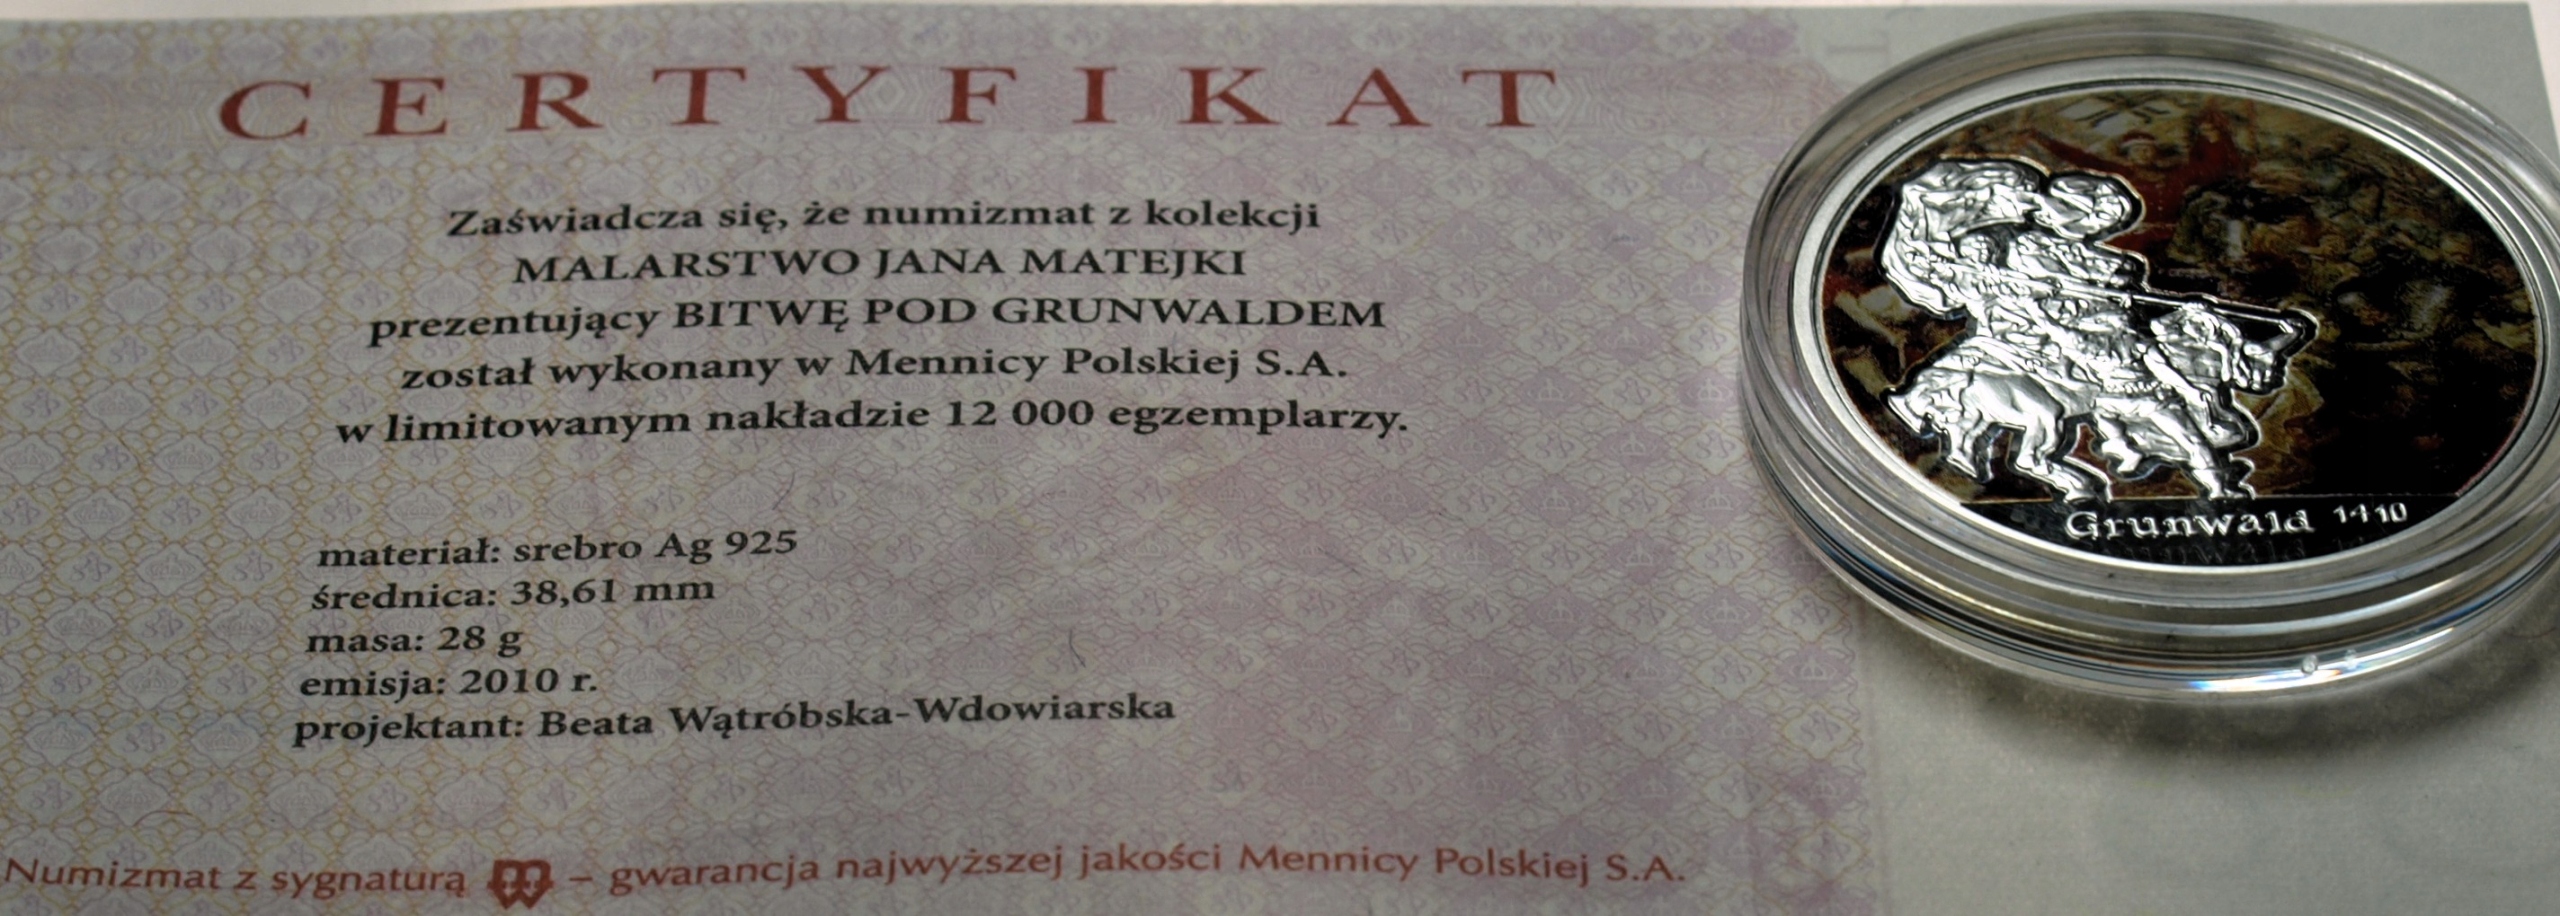 CERTYFIKAT
Zaświadcza się, że numizmat z kolekcji
MALARSTWO JANA MATEJKI
prezentujący BITWĘ POD GRUNWALDEM
został wykonany w Mennicy Polskiej S.A.
w limitowanym nakładzie 12 000 egzemplarzy.
materiał: srebro Ag 925
średnica: 38,61 mm
masa: 28 g
emisja: 2010 r.
projektant: Beata Wątróbska-Wdowiarska
Numizmat z sygnaturą – gwarancja najwyższej jakości Mennicy Polskiej S.A.
Grunwald 1410